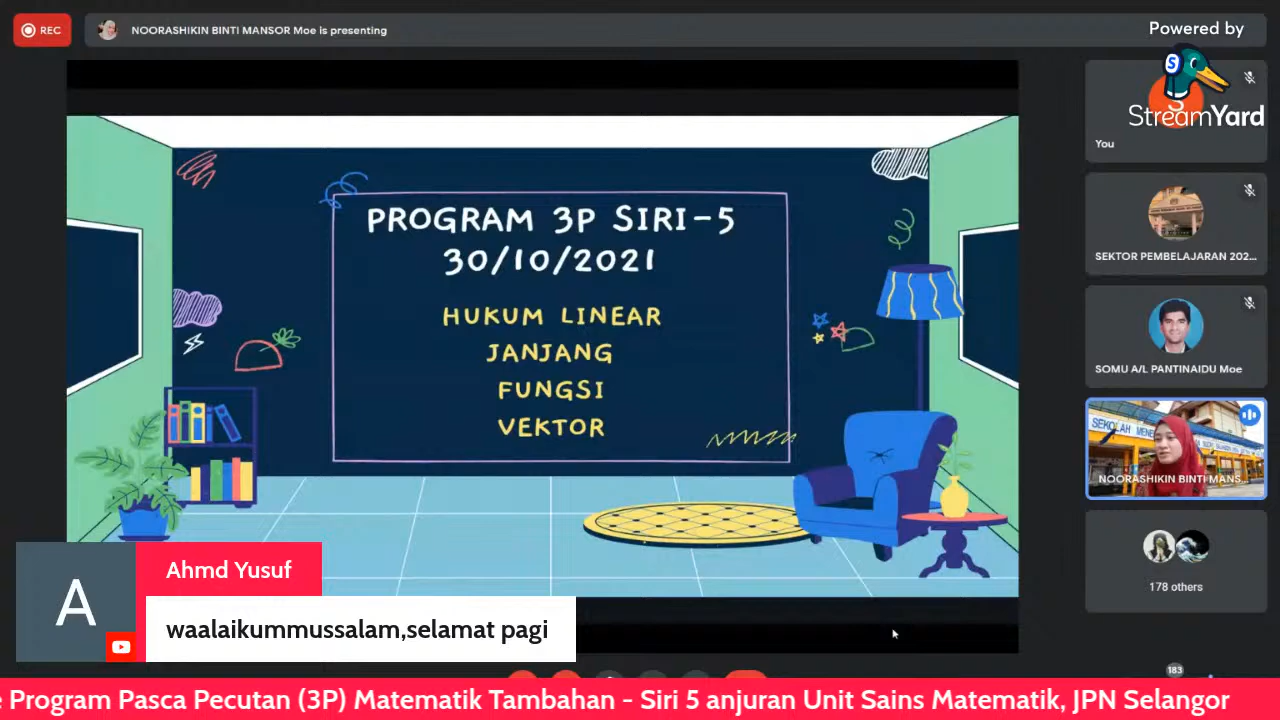 REC
NOORASHIKIN BINTI MANSOR Moe is presenting
Powered by
StreamYard
S
You
PROGRAM 3P SIRI-5
30/10/2021
HUKUM LINEAR
JANJANG
FUNGSI
VEKTOR
SEKTOR PEMBELAJARAN 202...
SOMU A/L PANTINAIDU Moe
SEKOLAH MENE
NOORASHIKIN BINTI MANS...
178 others
183
A
Ahmd Yusuf
waalaikummussalam,selamat pagi
e Program Pasca Pecutan (3P) Matematik Tambahan - Siri 5 anjuran Unit Sains Matematik, JPN Selangor